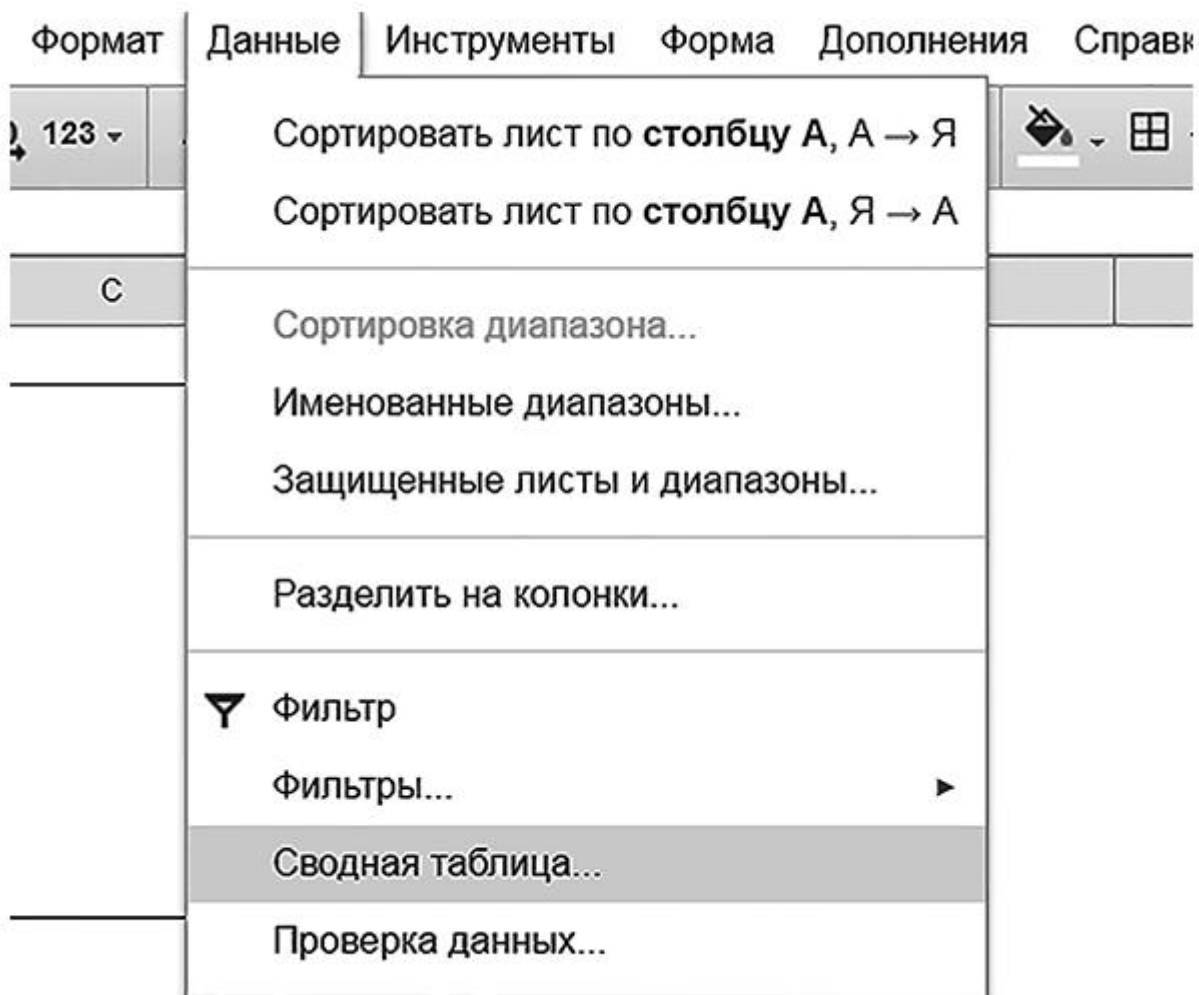 Формат Данные Инструменты Форма Дополнения
123
Сортировать лист по столбцу А, А → Я
Сортировать лист по столбцу А, Я → А
C
Сортировка диапазона...
Именованные диапазоны...
Защищенные листы и диапазоны...
Разделить на колонки...
Фильтр
Фильтры...
Сводная таблица...
Проверка данных...